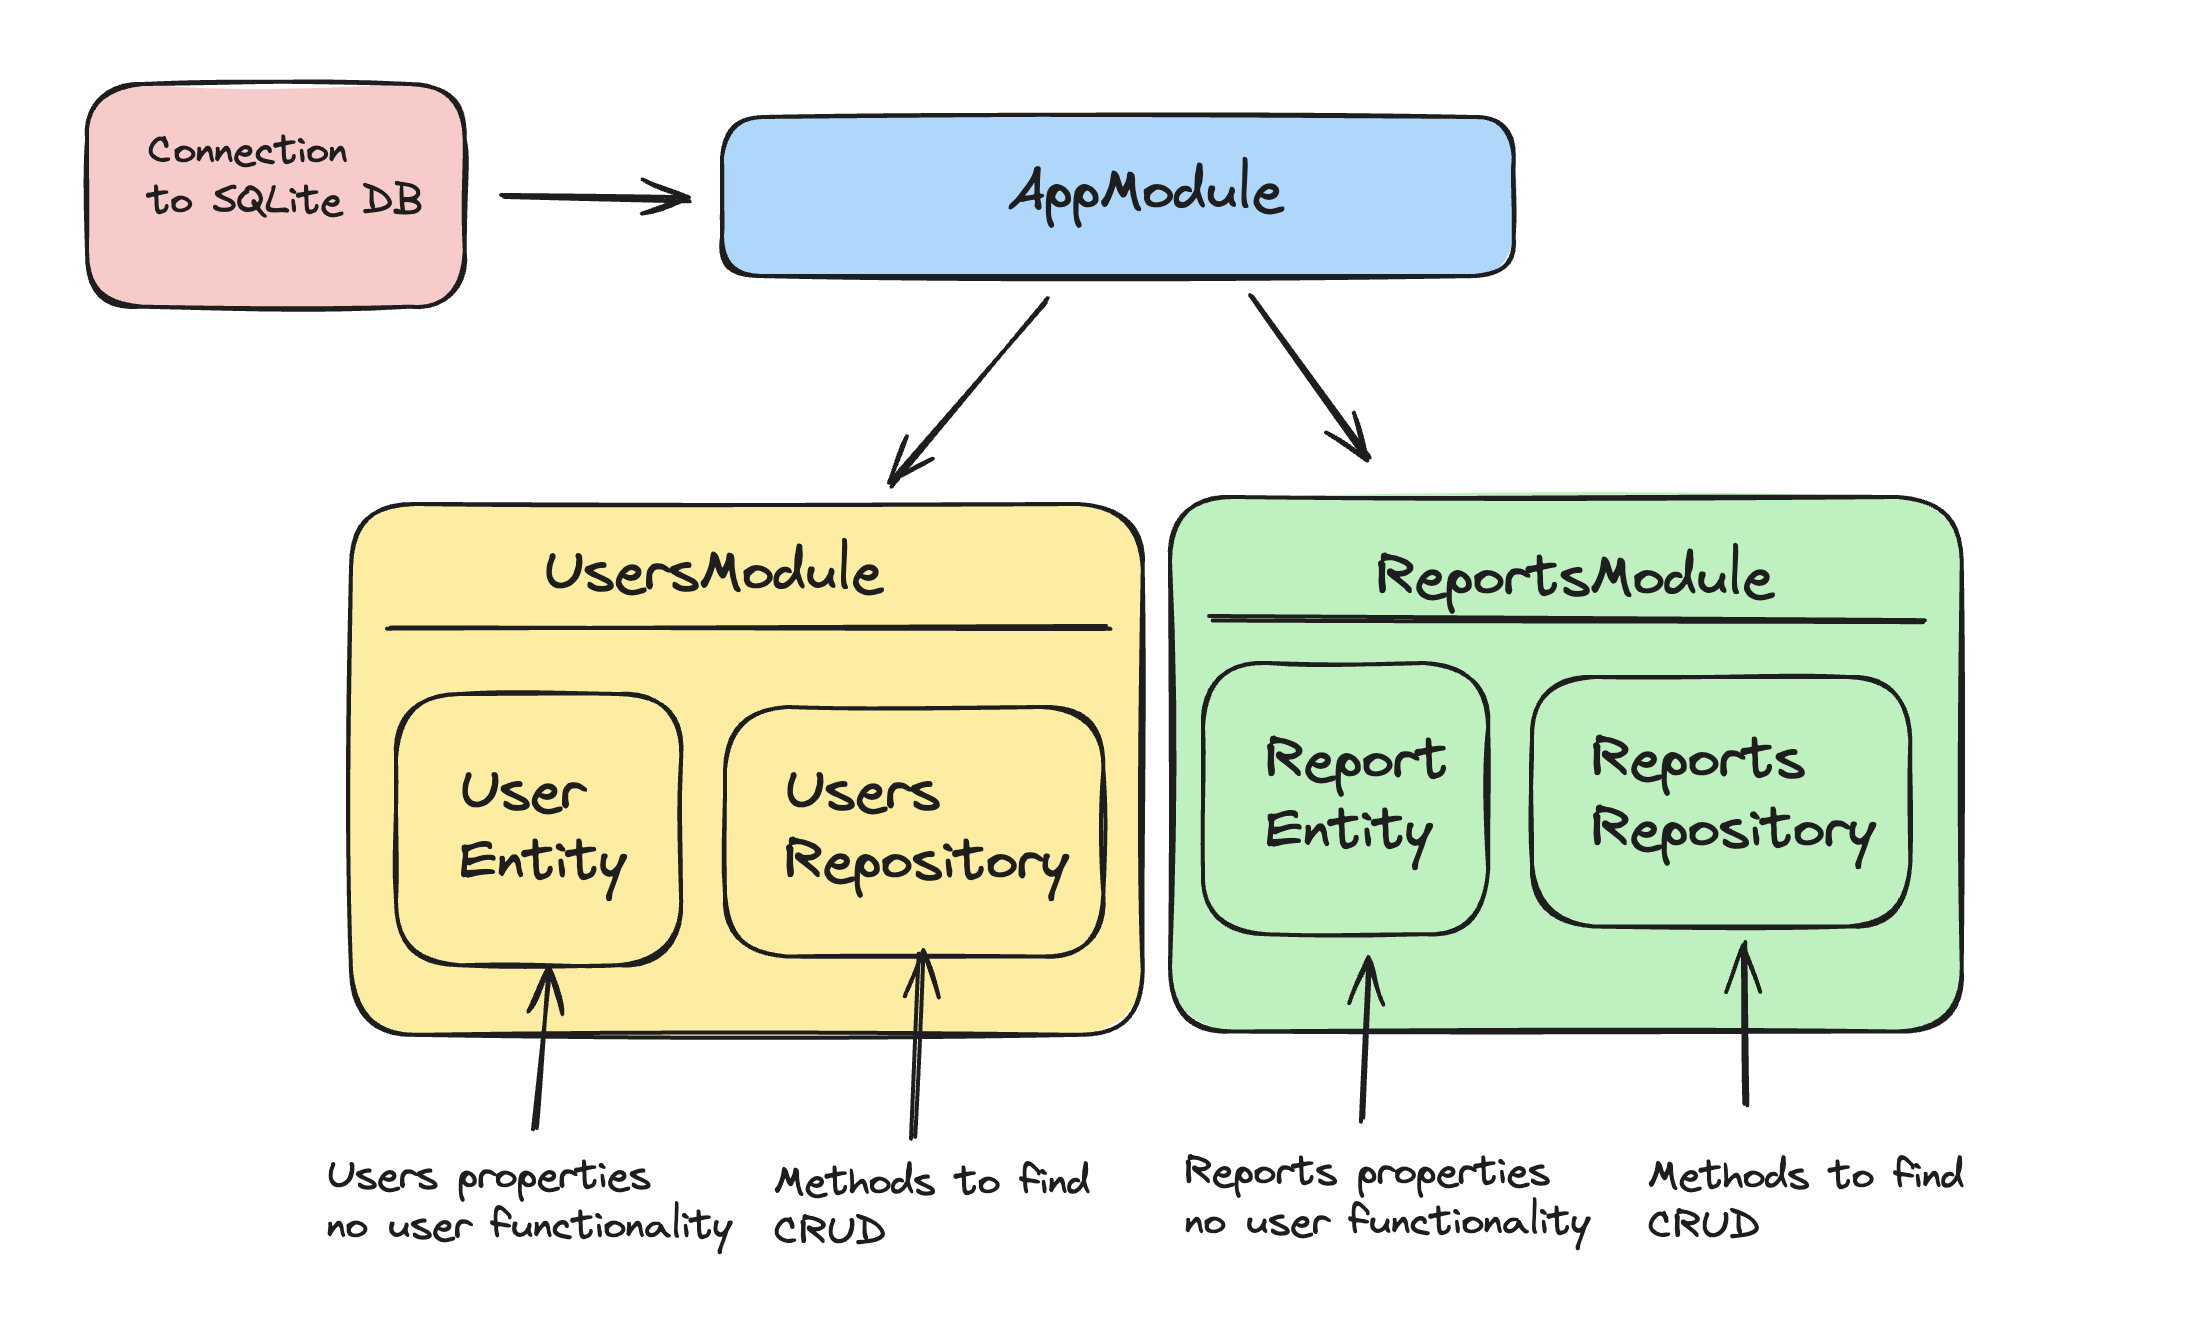 Connection
to SQLite DB
AppModule
UsersModule
User
Entity
Users
Repository
ReportsModule
Report
Entity
Reports
Repository
Users properties
no user functionality
Methods to find
CRUD
Reports properties
no user functionality
Methods to find
CRUD